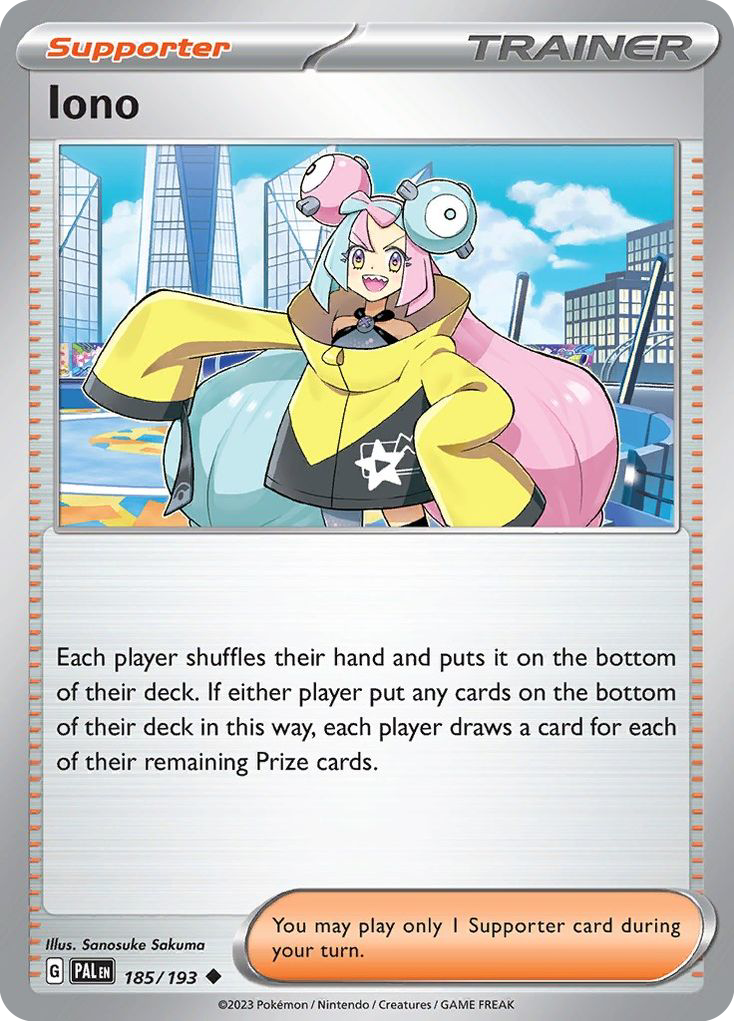 Supporter
TRAINER
Iono
Each player shuffles their hand and puts it on the bottom
of their deck. If either player put any cards on the bottom
of their deck in this way, each player draws a card for each
of their remaining Prize cards.
You may play only 1 Supporter card during
your turn.
Illus. Sanosuke Sakuma
G PAL EN 185/193 ◆
©2023 Pokémon / Nintendo / Creatures / GAME FREAK